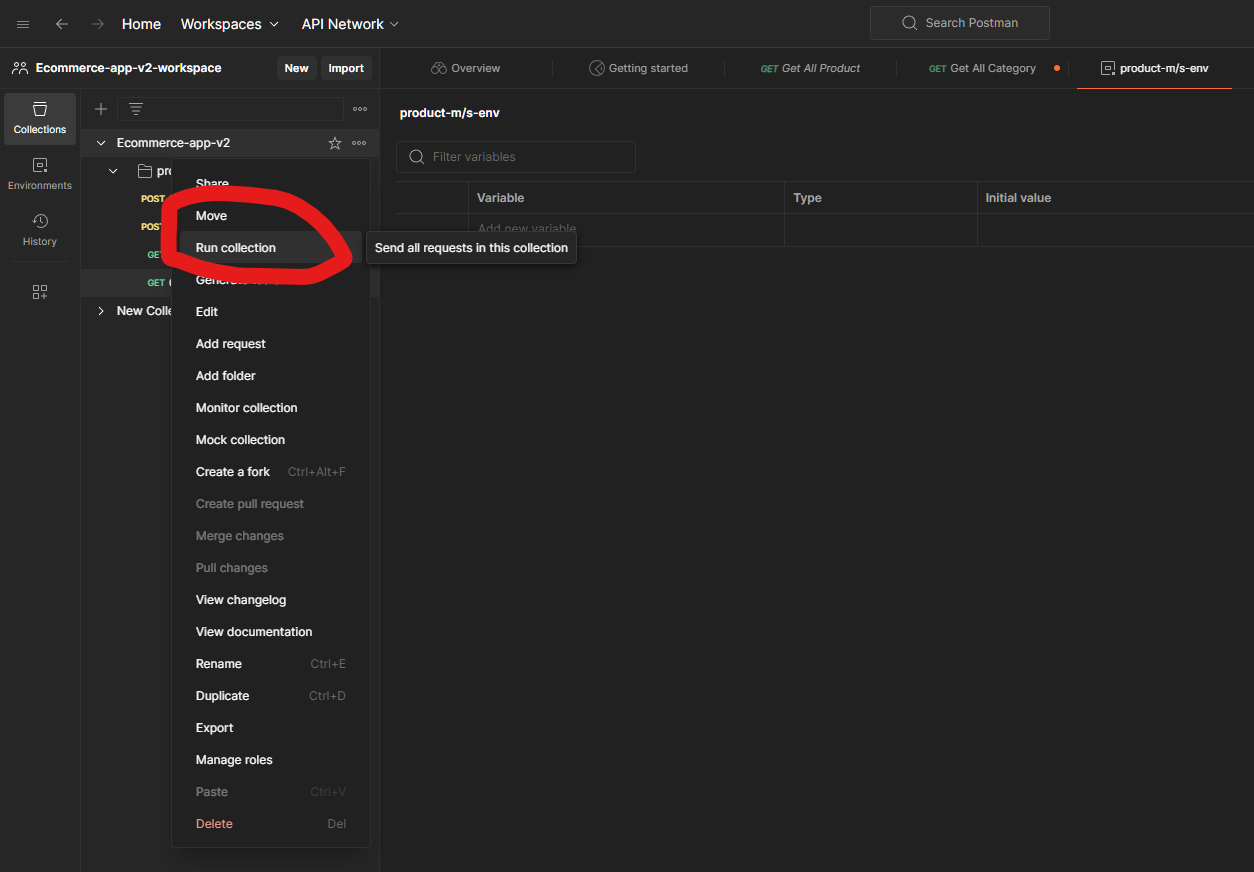 Home Workspaces API Network Search Postman
Ecommerce-app-v2-workspace New Import
Overview Getting started GET Get All Product GET Get All Category product-m/s-env
Collections
Environments
History
Ecommerce-app-v2
POST
POST
GET
GET
New Colle
Share
Move
Run collection
Generate
Edit
Add request
Add folder
Monitor collection
Mock collection
Create a fork Ctrl+Alt+F
Create pull request
Merge changes
Pull changes
View changelog
View documentation
Rename Ctrl+E
Duplicate Ctrl+D
Export
Manage roles
Paste Ctrl+V
Delete Del
Send all requests in this collection
product-m/s-env
Filter variables
Variable Type Initial value
Add new variable